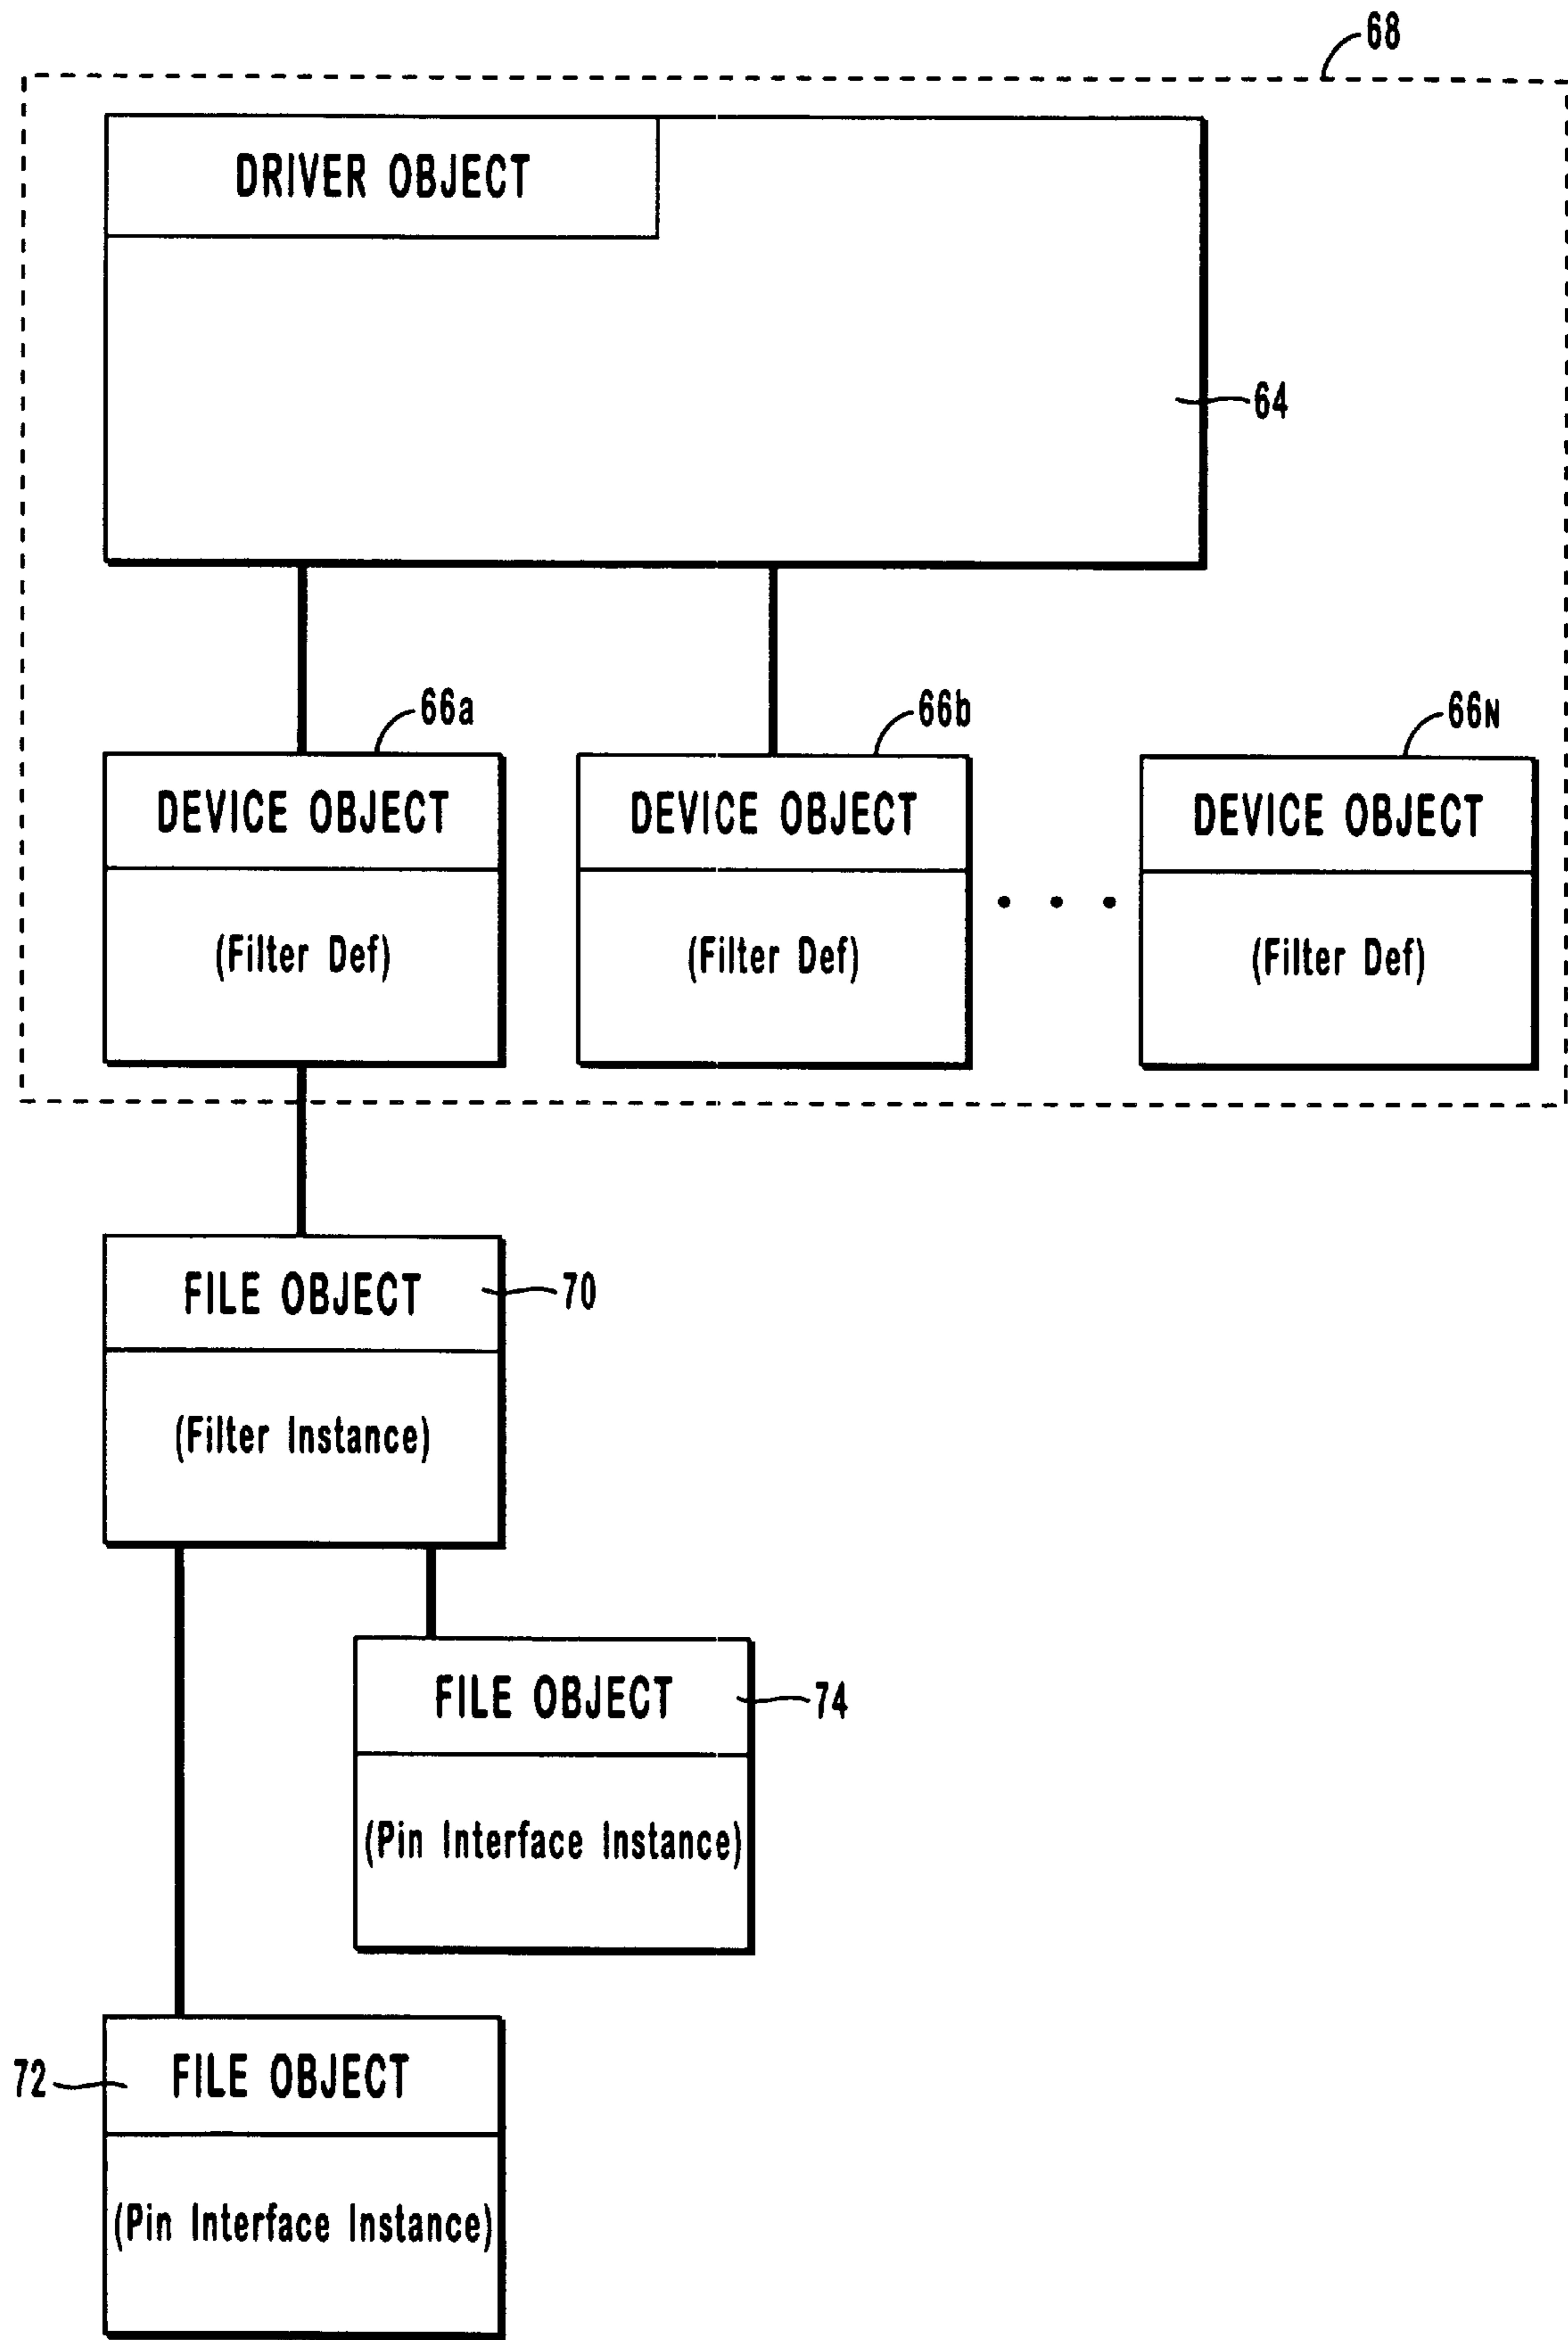 68
DRIVER OBJECT
64
66a
66b
66N
DEVICE OBJECT
DEVICE OBJECT
DEVICE OBJECT
(Filter Def)
(Filter Def)
(Filter Def)
FILE OBJECT
70
(Filter Instance)
FILE OBJECT
74
(Pin Interface Instance)
72
FILE OBJECT
(Pin Interface Instance)